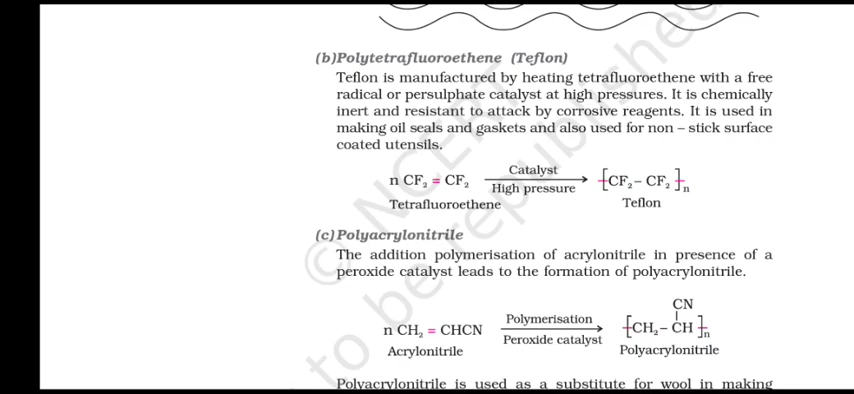 (b)Polytetrafluoroethene (Teflon)
Teflon is manufactured by heating tetrafluoroethene with a free
radical or persulphate catalyst at high pressures. It is chemically
inert and resistant to attack by corrosive reagents. It is used in
making oil seals and gaskets and also used for non – stick surface
coated utensils.
n CF₂ = CF₂ Catalyst High pressure [CF₂– CF₂]n
Tetrafluoroethene Teflon
(c)Polyacrylonitrile
The addition polymerisation of acrylonitrile in presence of a
peroxide catalyst leads to the formation of polyacrylonitrile.
CN
n CH₂ = CHCN Polymerisation Peroxide catalyst [CH₂– CH]n
Acrylonitrile Polyacrylonitrile
Polyacrylonitrile is used as a substitute for wool in making
© NCERT
to be republished